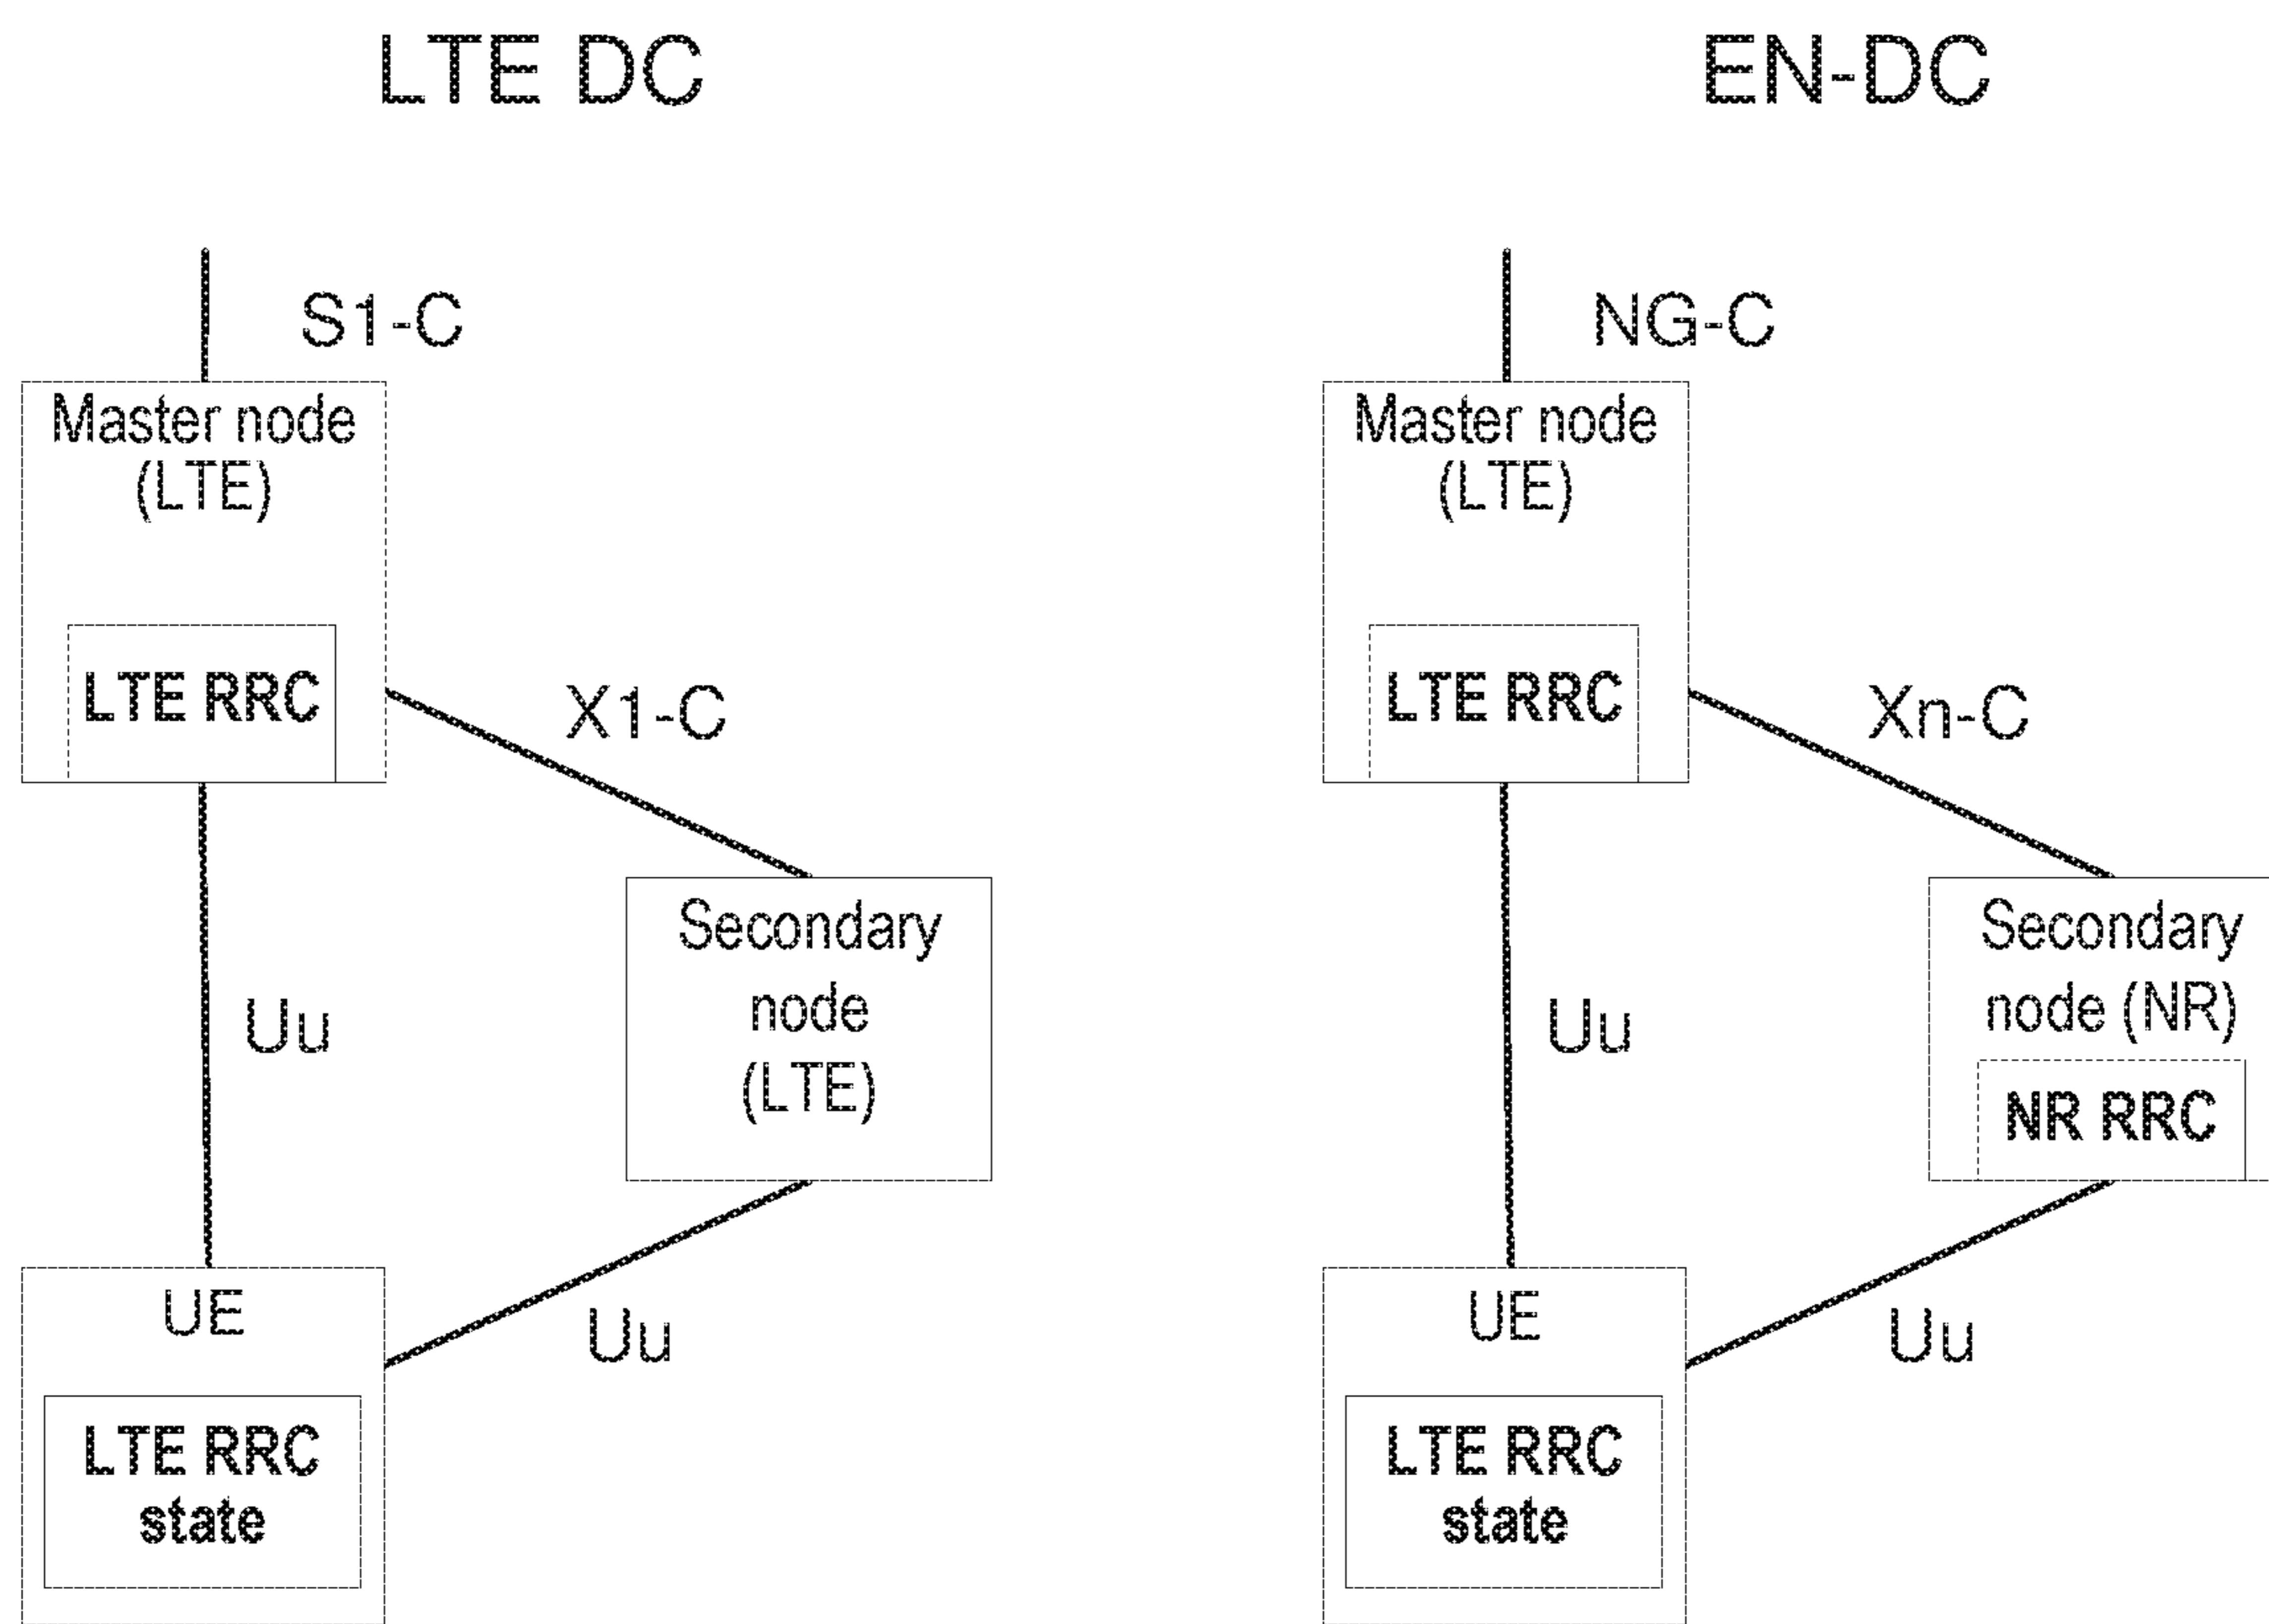 LTE DC
S1-C
Master node
(LTE)
LTE RRC
X1-C
Uu
Secondary
node
(LTE)
Uu
UE
LTE RRC
state
EN-DC
NG-C
Master node
(LTE)
LTE RRC
Xn-C
Uu
Secondary
node (NR)
NR RRC
Uu
UE
LTE RRC
state